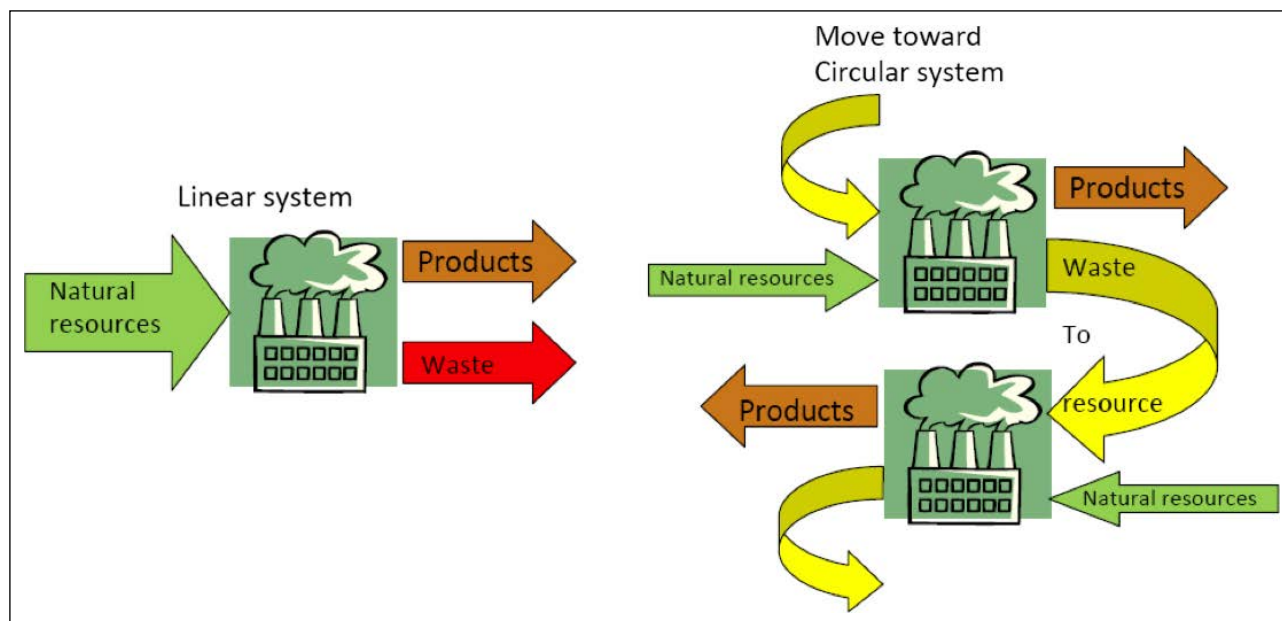 Linear system
Natural
resources
Products
Waste
Move toward
Circular system
Products
Natural resources
Waste
To
resource
Products
Natural resources